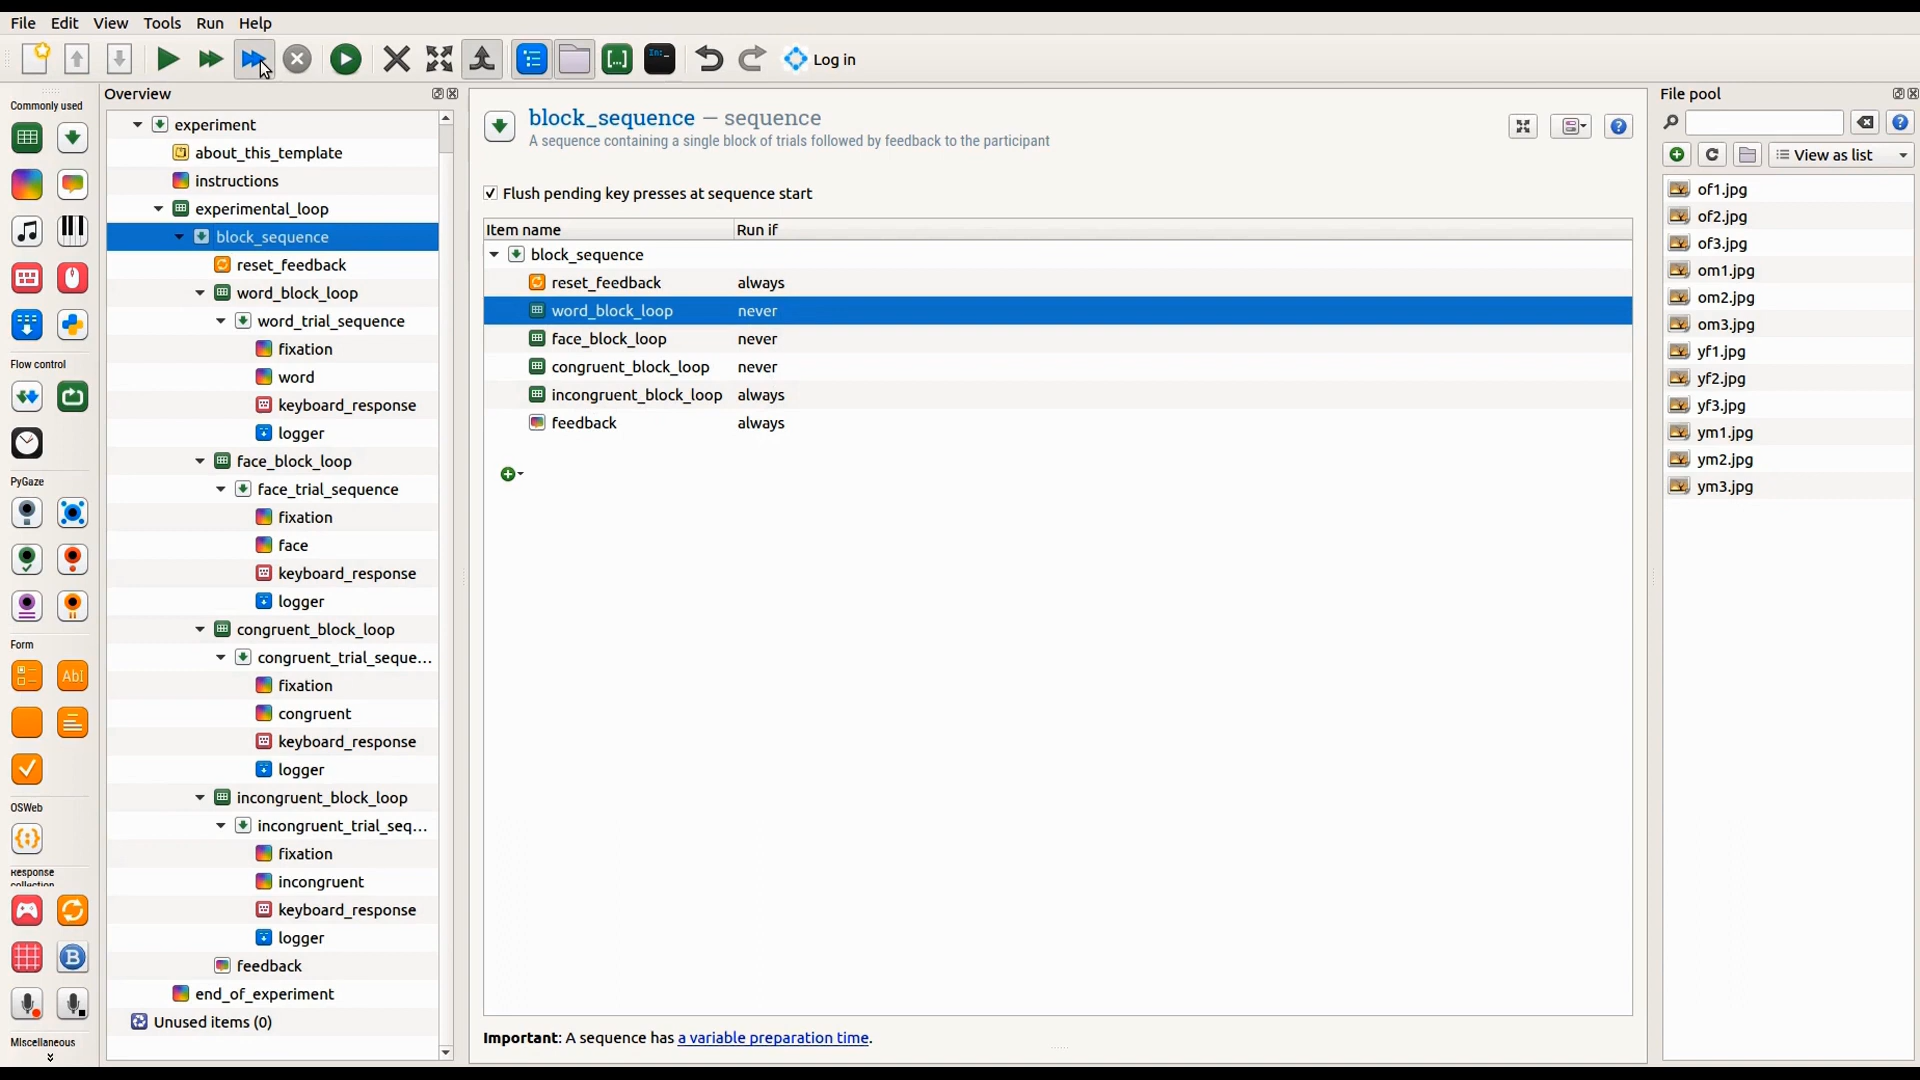 File Edit View Tools Run Help
Log in
Commonly used
Flow control
PyGaze
Form
AbI
OSWeb
Response
collection
Miscellaneous
Overview
experiment
about_this_template
instructions
experimental_loop
block_sequence
reset_feedback
word_block_loop
word_trial_sequence
fixation
word
keyboard_response
logger
face_block_loop
face_trial_sequence
fixation
face
keyboard_response
logger
congruent_block_loop
congruent_trial_seque...
fixation
congruent
keyboard_response
logger
incongruent_block_loop
incongruent_trial_seq...
fixation
incongruent
keyboard_response
logger
feedback
end_of_experiment
Unused items (0)
block_sequence — sequence
A sequence containing a single block of trials followed by feedback to the participant
Flush pending key presses at sequence start
Item name Run if
block_sequence
reset_feedback always
word_block_loop never
face_block_loop never
congruent_block_loop never
incongruent_block_loop always
feedback always
Important: A sequence has a variable preparation time.
File pool
View as list
of1.jpg
of2.jpg
of3.jpg
om1.jpg
om2.jpg
om3.jpg
yf1.jpg
yf2.jpg
yf3.jpg
ym1.jpg
ym2.jpg
ym3.jpg